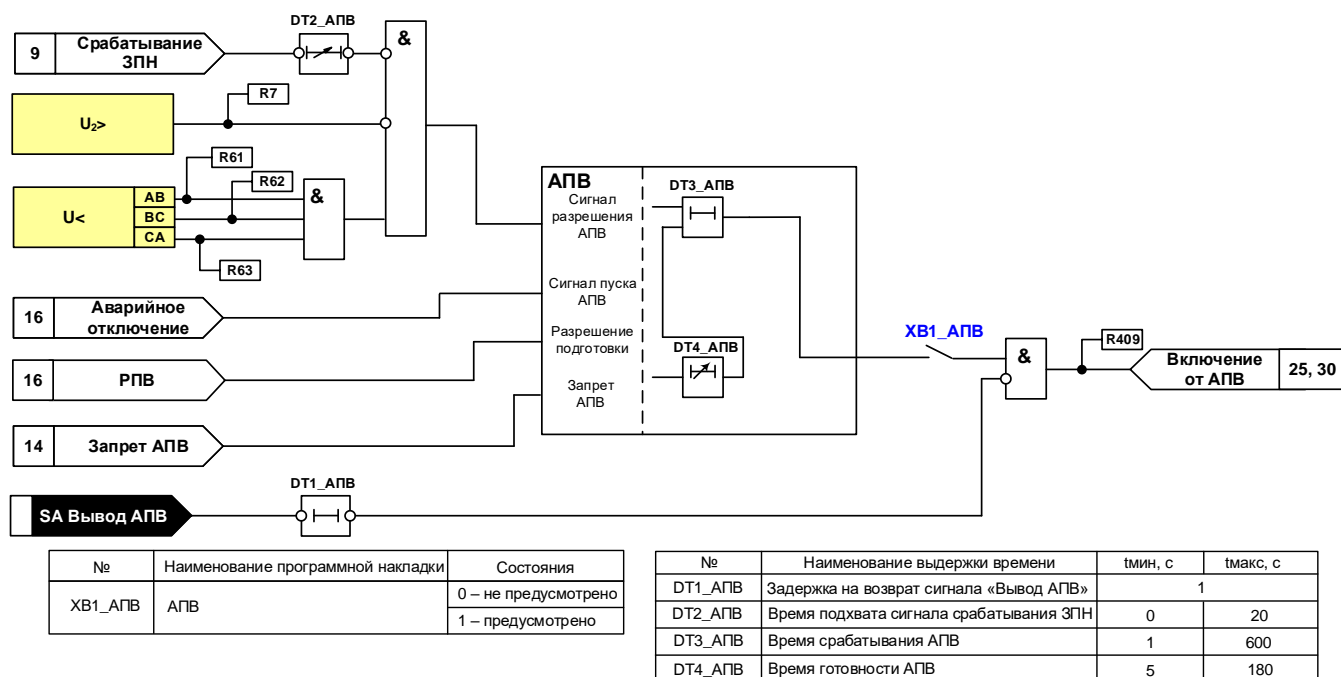 DT2_АПВ
9 Срабатывание
ЗПН
&
R7
U₂>
R61
R62
U<
АВ
ВС
СА
&
R63
АПВ
Сигнал
разрешения
АПВ
DT3_АПВ
Сигнал пуска
АПВ
16 Аварийное
отключение
Разрешение
подготовки
DT4_АПВ
16 РПВ
Запрет
АПВ
14 Запрет АПВ
XB1_АПВ
&
R409
Включение
от АПВ
25, 30
DT1_АПВ
SA Вывод АПВ
№ Наименование программной накладки Состояния
XB1_АПВ АПВ 0 – не предусмотрено
1 – предусмотрено
№ Наименование выдержки времени tмин, с tмакс, с
DT1_АПВ Задержка на возврат сигнала «Вывод АПВ» 1
DT2_АПВ Время подхвата сигнала срабатывания ЗПН 0 20
DT3_АПВ Время срабатывания АПВ 1 600
DT4_АПВ Время готовности АПВ 5 180